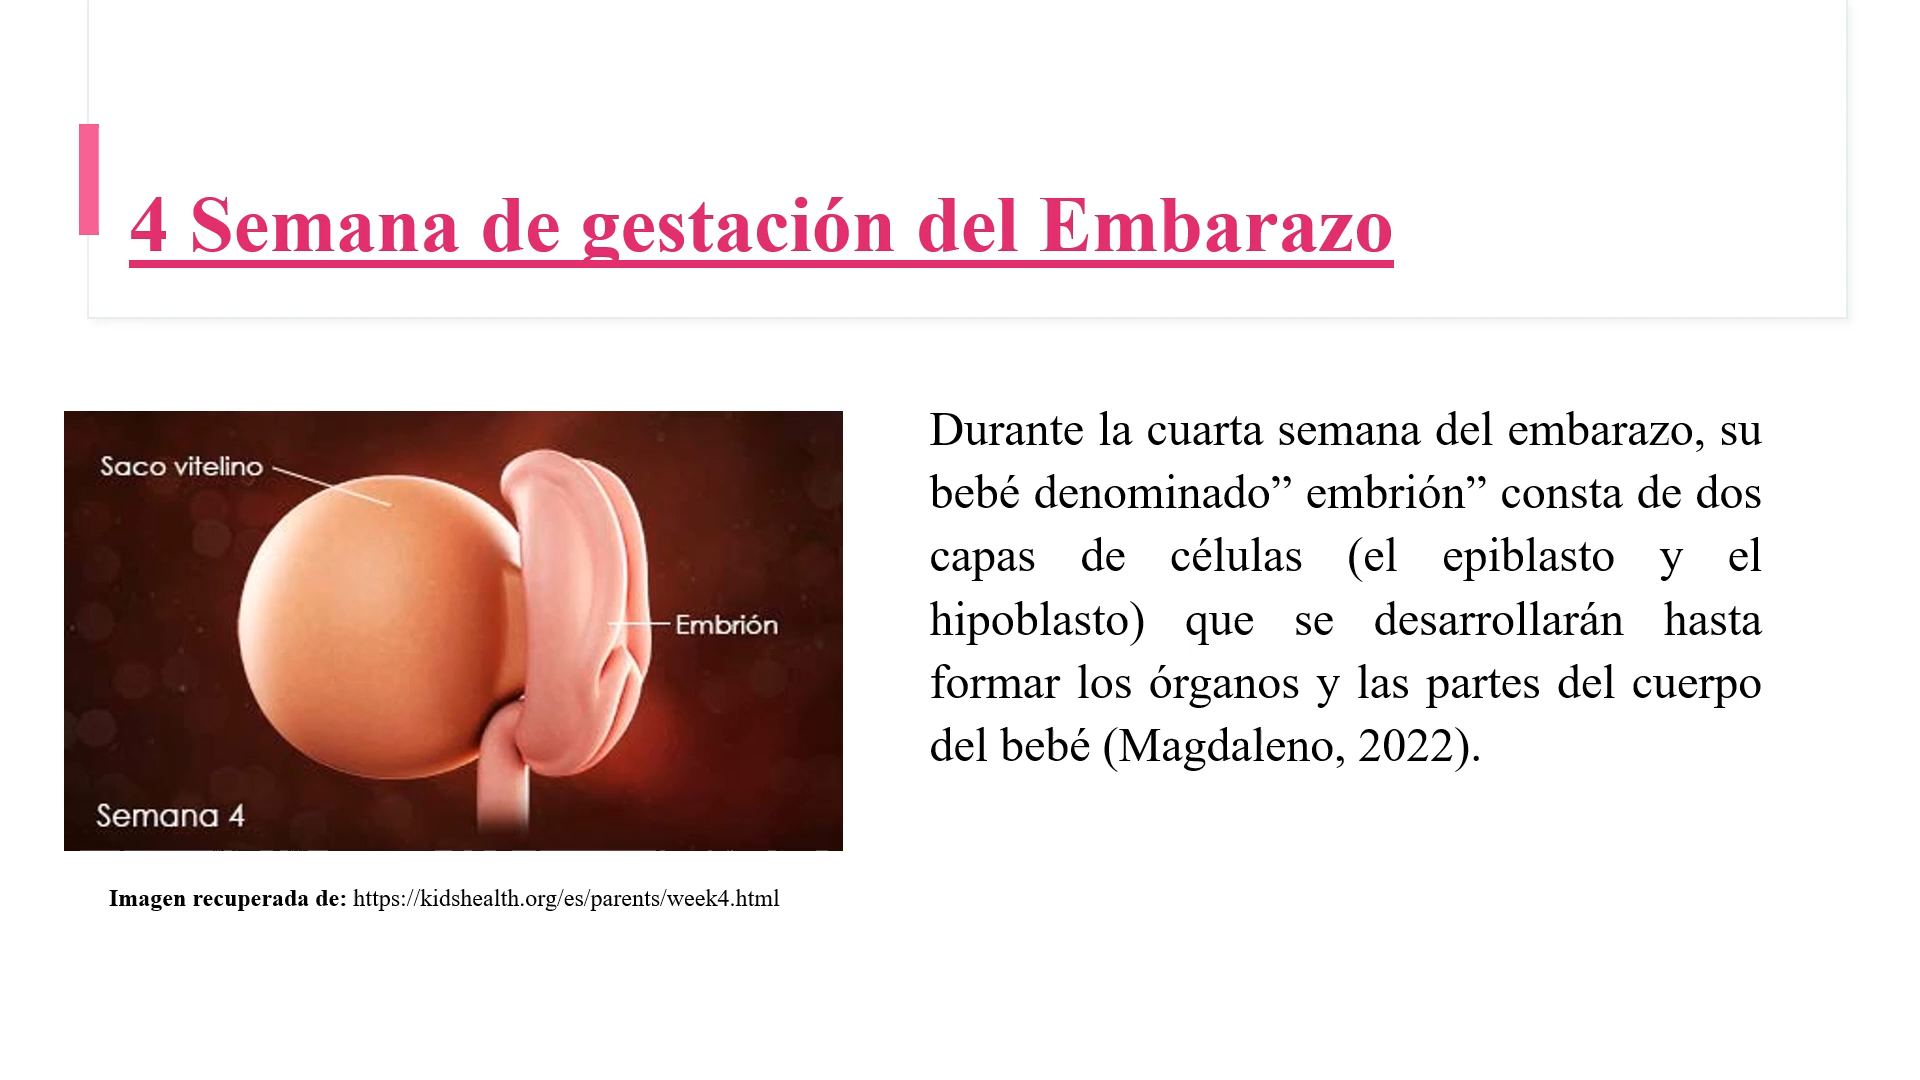 4 Semana de gestación del Embarazo
Saco vitelino
Embrión
Semana 4
Imagen recuperada de: https://kidshealth.org/es/parents/week4.html
Durante la cuarta semana del embarazo, su
bebé denominado” embrión” consta de dos
capas de células (el epiblasto y el
hipoblasto) que se desarrollarán hasta
formar los órganos y las partes del cuerpo
del bebé (Magdaleno, 2022).